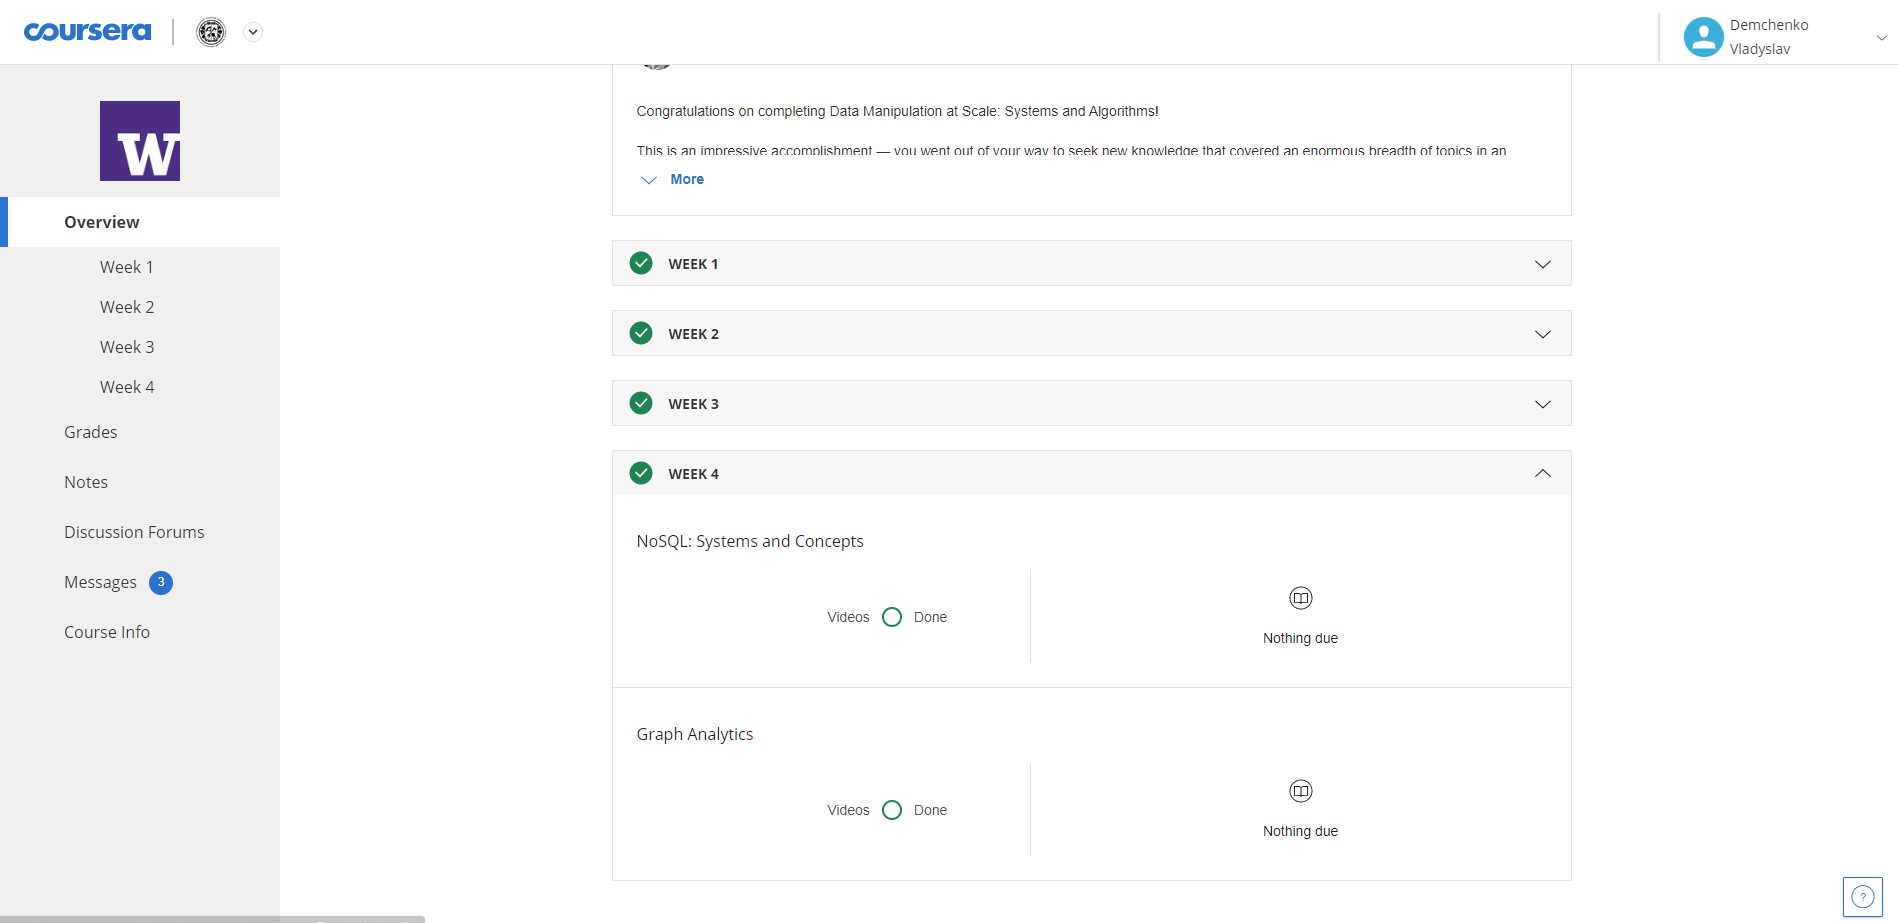 coursera
Demchenko
Vladyslav
W
Overview
Week 1
Week 2
Week 3
Week 4
Grades
Notes
Discussion Forums
Messages 3
Course Info
Congratulations on completing Data Manipulation at Scale: Systems and Algorithms!
This is an impressive accomplishment — you went out of your way to seek new knowledge that covered an enormous breadth of topics in an
More
WEEK 1
WEEK 2
WEEK 3
WEEK 4
NoSQL: Systems and Concepts
Videos Done
Nothing due
Graph Analytics
Videos Done
Nothing due
?